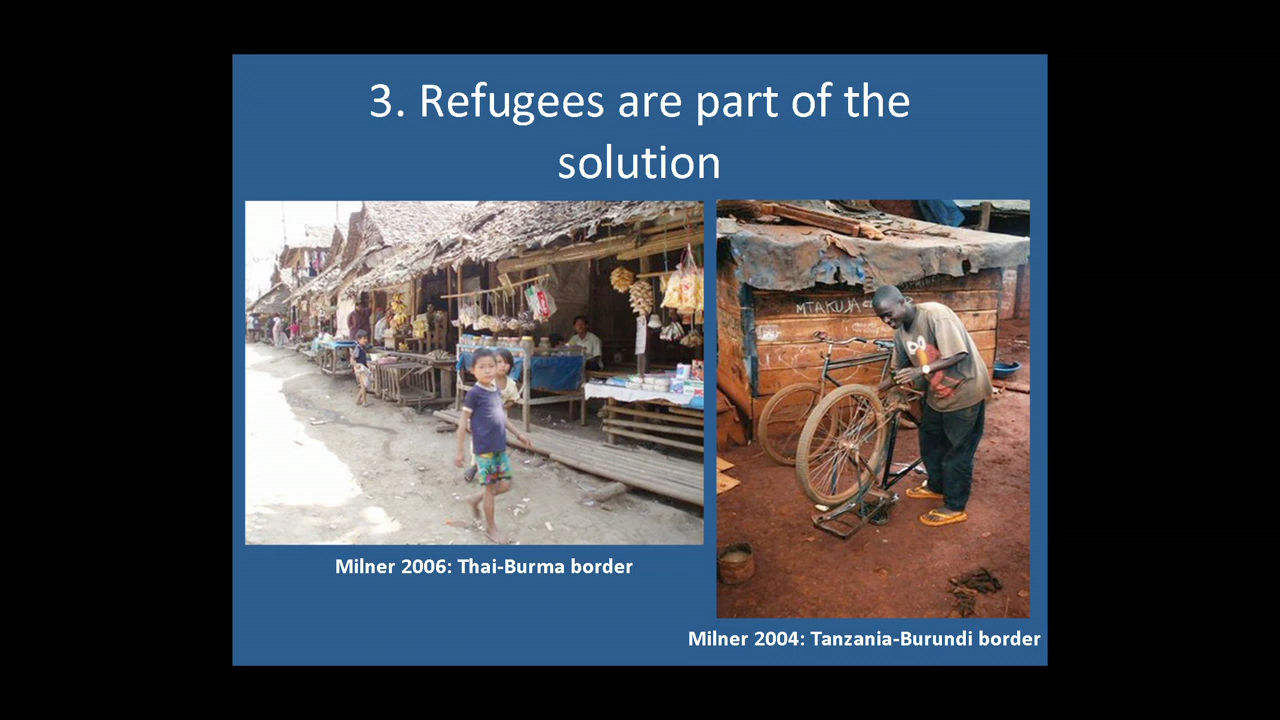 3. Refugees are part of the
solution
MTAKUJA
Milner 2006: Thai-Burma border
Milner 2004: Tanzania-Burundi border